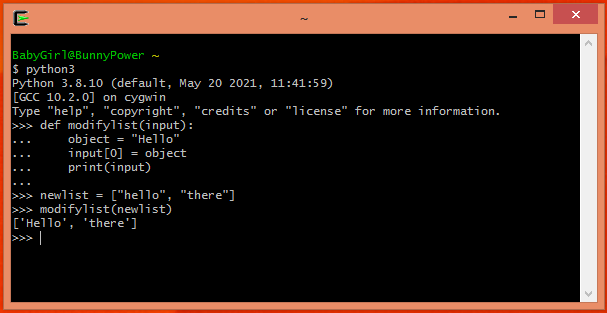 ~
BabyGirl@BunnyPower ~
$ python3
Python 3.8.10 (default, May 20 2021, 11:41:59)
[GCC 10.2.0] on cygwin
Type "help", "copyright", "credits" or "license" for more information.
>>> def modifylist(input):
...     object = "Hello"
...     input[0] = object
...     print(input)
...
>>> newlist = ["hello", "there"]
>>> modifylist(newlist)
['Hello', 'there']
>>>